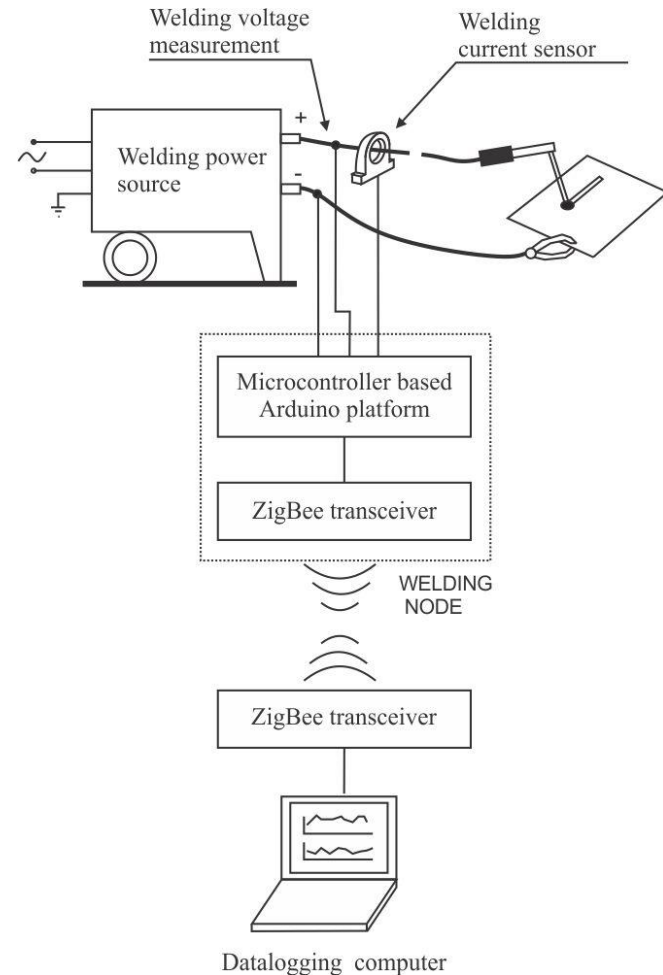 Welding voltage
measurement
Welding
current sensor
+
-
Welding power
source
Microcontroller based
Arduino platform
ZigBee transceiver
WELDING
NODE
ZigBee transceiver
Datalogging computer